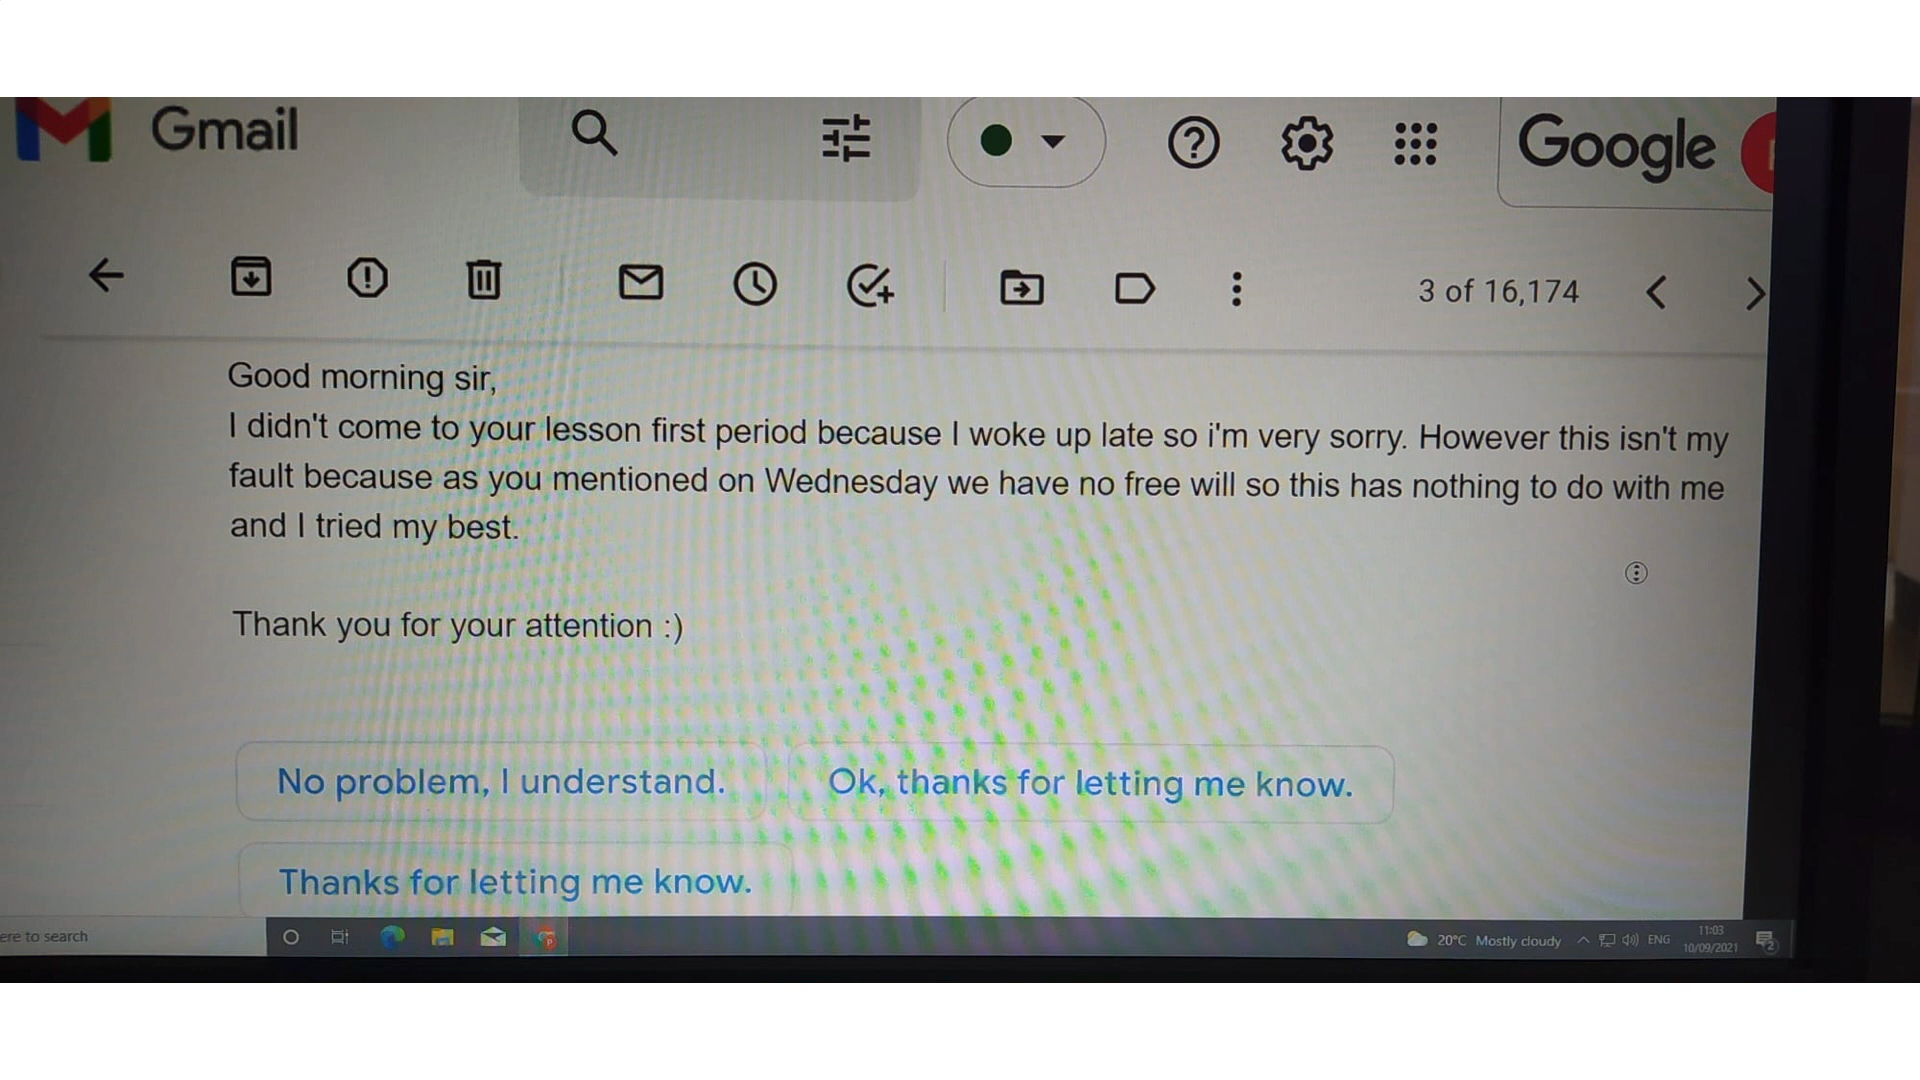 Gmail
Google
3 of 16,174
Good morning sir,
I didn't come to your lesson first period because I woke up late so i'm very sorry. However this isn't my
fault because as you mentioned on Wednesday we have no free will so this has nothing to do with me
and I tried my best.
Thank you for your attention :)
No problem, I understand.
Ok, thanks for letting me know.
Thanks for letting me know.
ere to search
20°C Mostly cloudy
ENG
11:03
10/09/2021
2